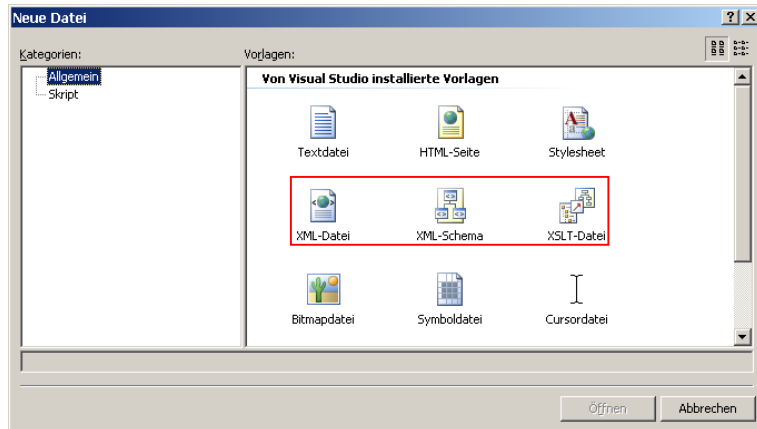 Neue Datei
Kategorien:
Vorlagen:
Allgemein
Skript
Von Visual Studio installierte Vorlagen
Textdatei
HTML-Seite
Stylesheet
XML-Datei
XML-Schema
XSLT-Datei
Bitmapdatei
Symboldatei
Cursordatei
Öffnen
Abbrechen